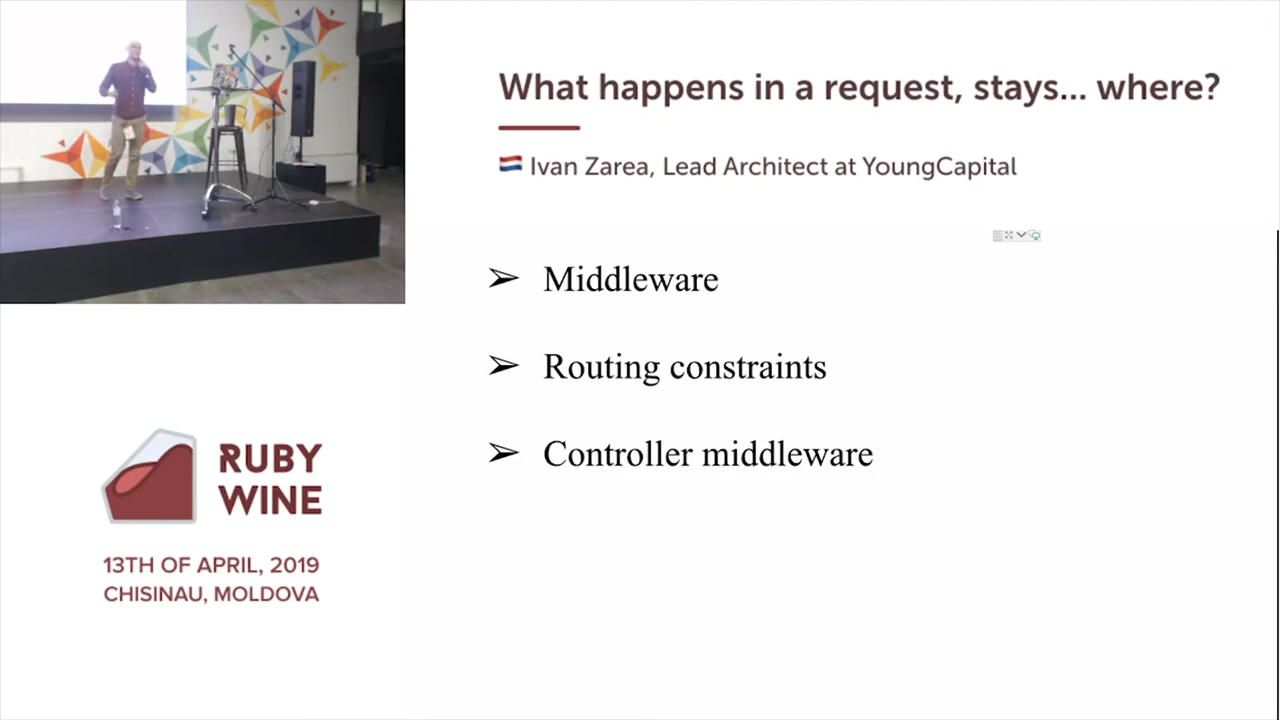 What happens in a request, stays... where?
Ivan Zarea, Lead Architect at YoungCapital
➢ Middleware
➢ Routing constraints
➢ Controller middleware
RUBY
WINE
13TH OF APRIL, 2019
CHISINAU, MOLDOVA